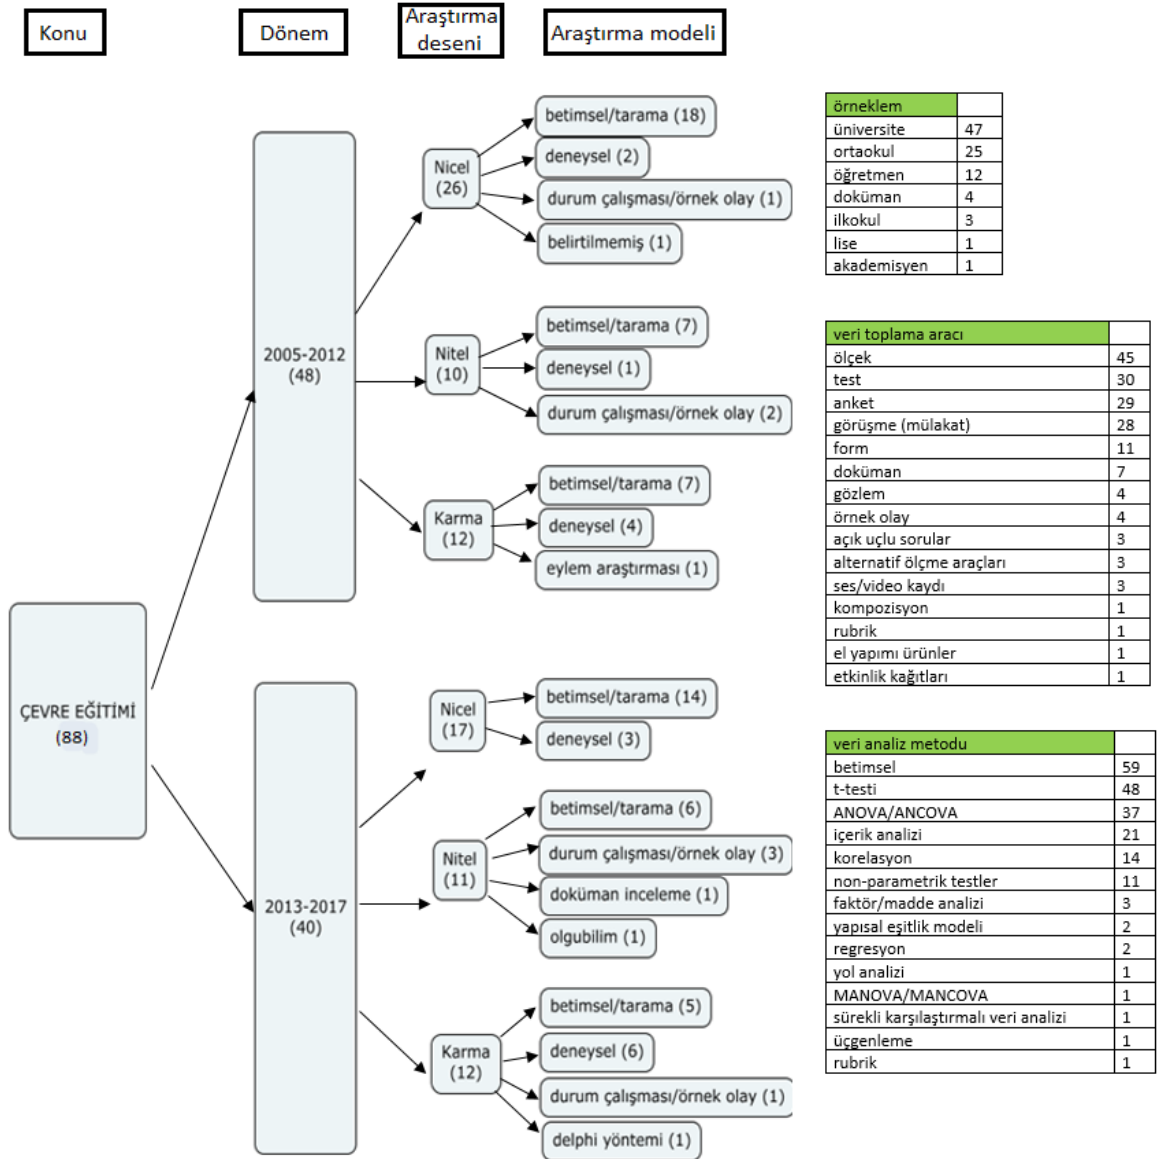 Konu
Dönem
Araştırma
deseni
Araştırma modeli
ÇEVRE EĞİTİMİ
(88)
2005-2012
(48)
Nicel
(26)
betimsel/tarama (18)
deneysel (2)
durum çalışması/örnek olay (1)
belirtilmemiş (1)
Nitel
(10)
betimsel/tarama (7)
deneysel (1)
durum çalışması/örnek olay (2)
Karma
(12)
betimsel/tarama (7)
deneysel (4)
eylem araştırması (1)
2013-2017
(40)
Nicel
(17)
betimsel/tarama (14)
deneysel (3)
Nitel
(11)
betimsel/tarama (6)
durum çalışması/örnek olay (3)
doküman inceleme (1)
olgubilim (1)
Karma
(12)
betimsel/tarama (5)
deneysel (6)
durum çalışması/örnek olay (1)
delphi yöntemi (1)
örneklem
üniversite 47
ortaokul 25
öğretmen 12
doküman 4
ilkokul 3
lise 1
akademisyen 1
veri toplama aracı
ölçek 45
test 30
anket 29
görüşme (mülakat) 28
form 11
doküman 7
gözlem 4
örnek olay 4
açık uçlu sorular 3
alternatif ölçme araçları 3
ses/video kaydı 3
kompozisyon 1
rubrik 1
el yapımı ürünler 1
etkinlik kağıtları 1
veri analiz metodu
betimsel 59
t-testi 48
ANOVA/ANCOVA 37
içerik analizi 21
korelasyon 14
non-parametrik testler 11
faktör/madde analizi 3
yapısal eşitlik modeli 2
regresyon 2
yol analizi 1
MANOVA/MANCOVA 1
sürekli karşılaştırmalı veri analizi 1
üçgenleme 1
rubrik 1